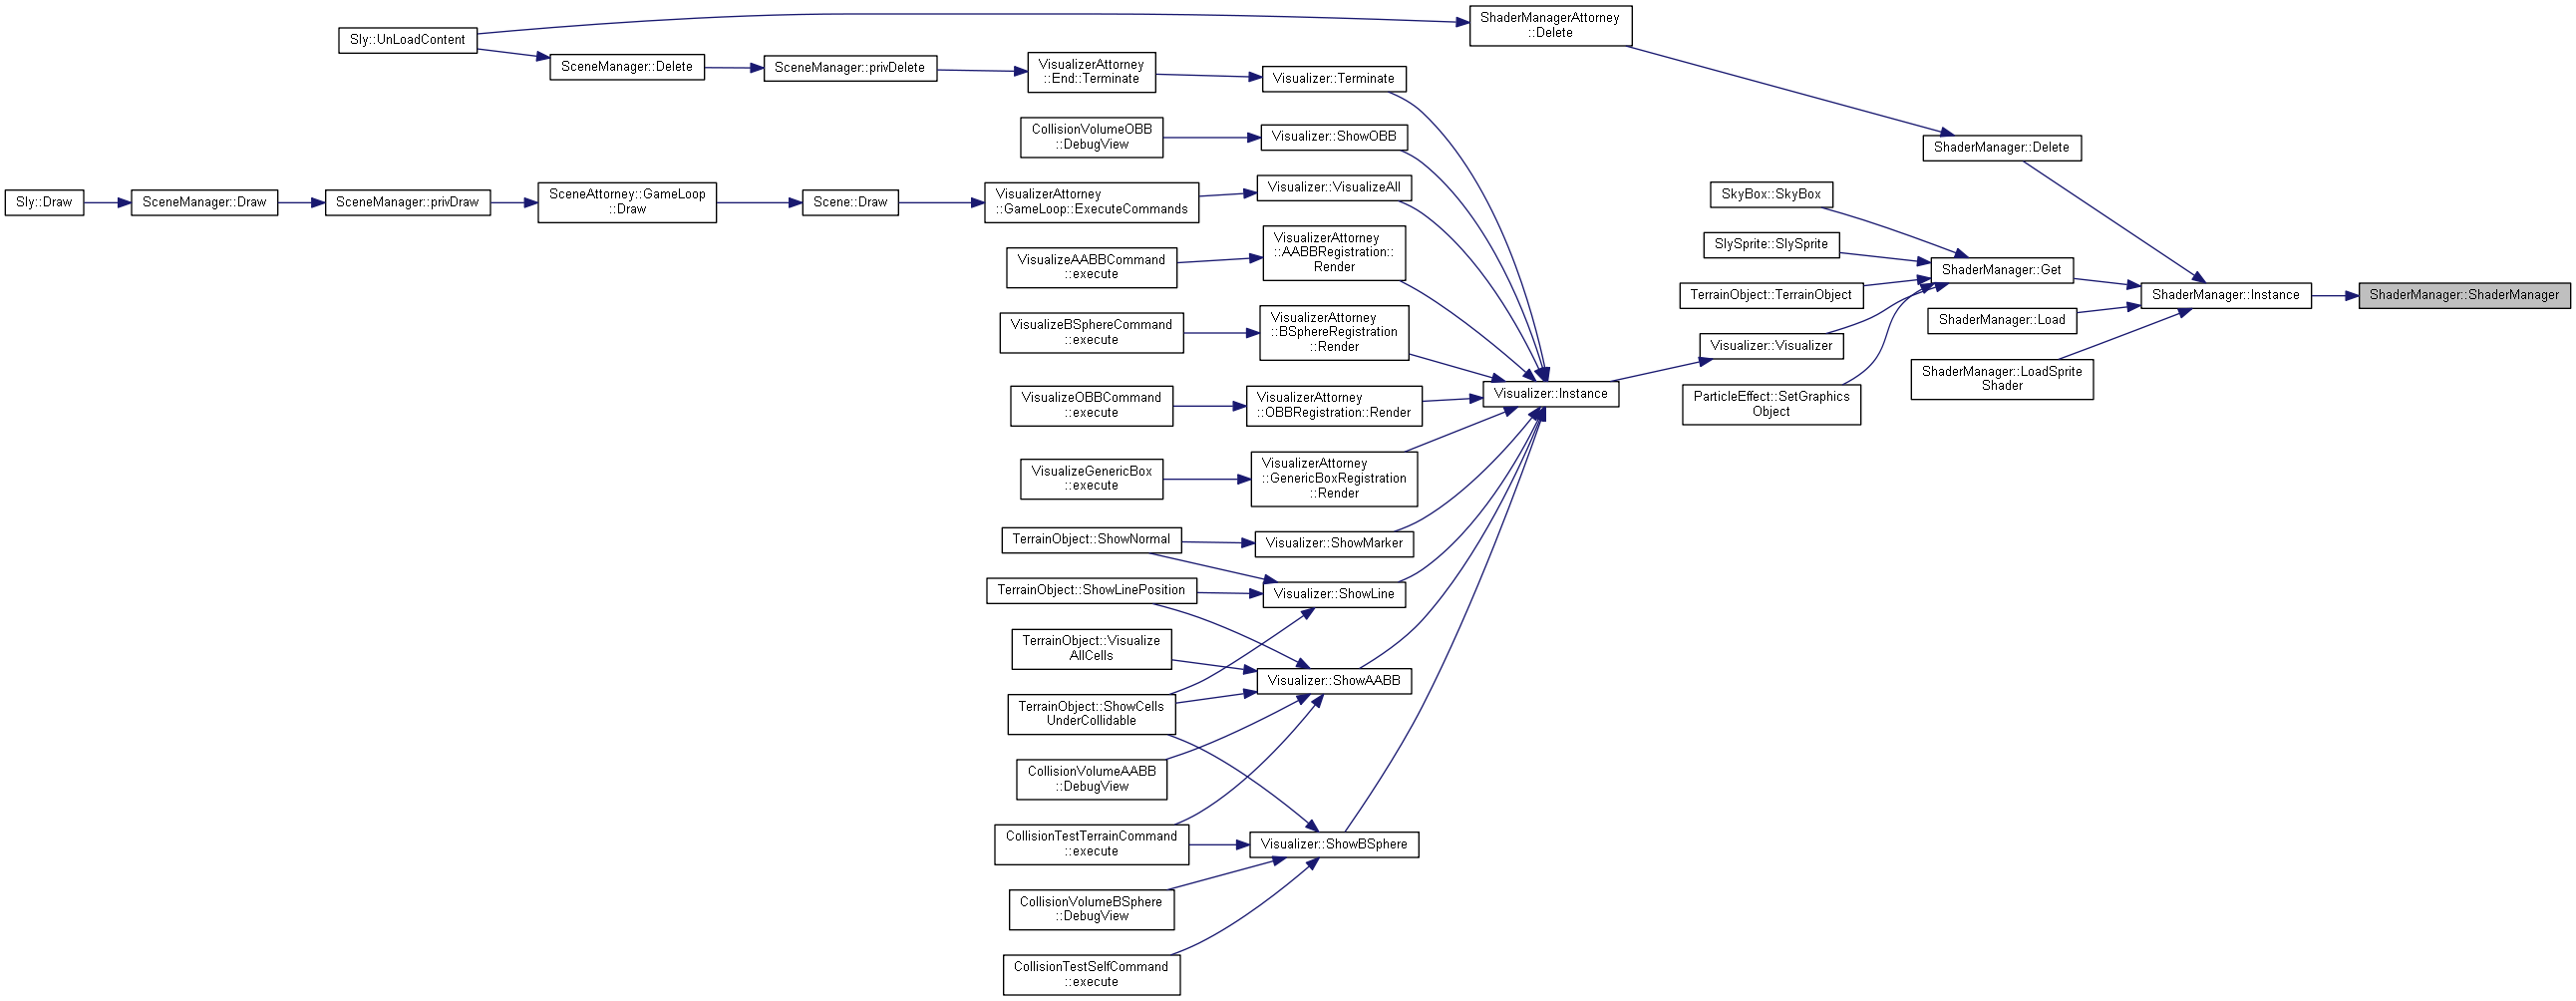 ShaderManagerAttorney
::Delete
Sly::UnLoadContent
SceneManager::Delete
SceneManager::privDelete
VisualizerAttorney
::End::Terminate
Visualizer::Terminate
CollisionVolumeOBB
::DebugView
Visualizer::ShowOBB
ShaderManager::Delete
Sly::Draw
SceneManager::Draw
SceneManager::privDraw
SceneAttorney::GameLoop
::Draw
Scene::Draw
VisualizerAttorney
::GameLoop::ExecuteCommands
Visualizer::VisualizeAll
SkyBox::SkyBox
SlySprite::SlySprite
VisualizeAABBCommand
::execute
VisualizerAttorney
::AABBRegistration::
Render
ShaderManager::Get
TerrainObject::TerrainObject
ShaderManager::Instance
ShaderManager::ShaderManager
ShaderManager::Load
VisualizeBSphereCommand
::execute
VisualizerAttorney
::BSphereRegistration
::Render
Visualizer::Visualizer
ShaderManager::LoadSprite
Shader
Visualizer::Instance
ParticleEffect::SetGraphics
Object
VisualizeOBBCommand
::execute
VisualizerAttorney
::OBBRegistration::Render
VisualizeGenericBox
::execute
VisualizerAttorney
::GenericBoxRegistration
::Render
TerrainObject::ShowNormal
Visualizer::ShowMarker
TerrainObject::ShowLinePosition
Visualizer::ShowLine
TerrainObject::Visualize
AllCells
Visualizer::ShowAABB
TerrainObject::ShowCells
UnderCollidable
CollisionVolumeAABB
::DebugView
CollisionTestTerrainCommand
::execute
Visualizer::ShowBSphere
CollisionVolumeBSphere
::DebugView
CollisionTestSelfCommand
::execute